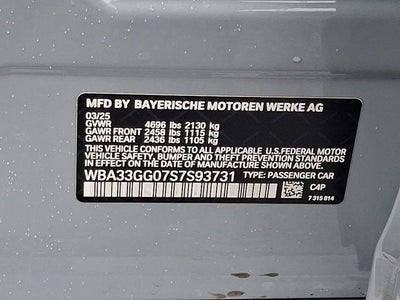 MFD BY BAYERISCHE MOTOREN WERKE AG
03/25
GVWR 4696 lbs 2130 kg
GAWR FRONT 2458 lbs 1115 kg
GAWR REAR 2436 lbs 1105 kg
THIS VEHICLE CONFORMS TO ALL APPLICABLE U.S.FEDERAL MOTOR
VEHICLE SAFETY, BUMPER AND THEFT PREVENTION STANDARDS
IN EFFECT ON THE DATE OF MANUFACTURE SHOWN ABOVE.
WBA33GG07S7S93731 TYPE: PASSENGER CAR
C4P
7 315 814